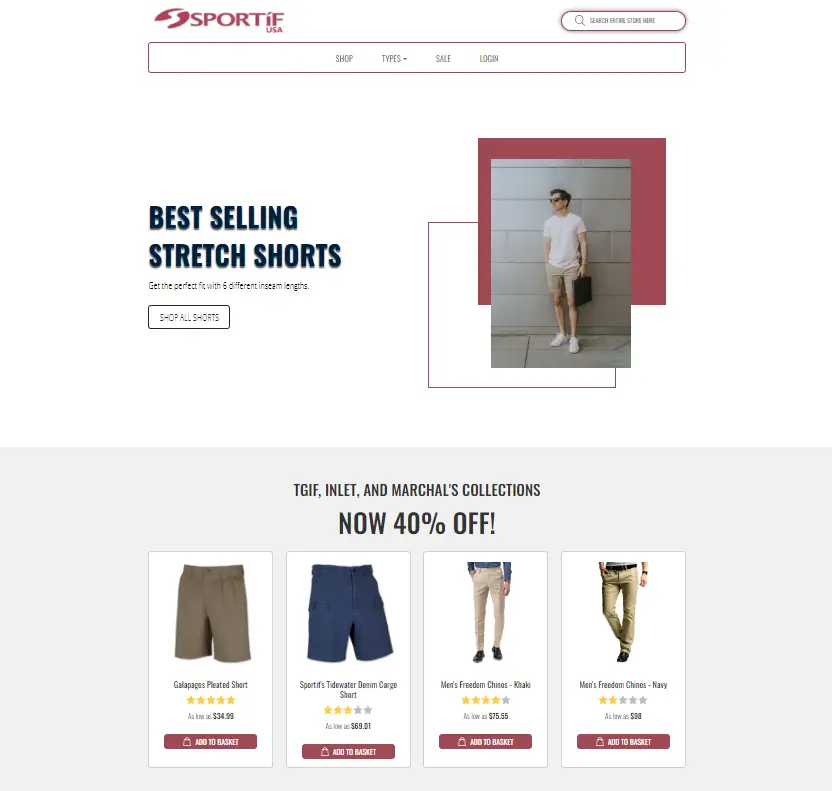 SPORTIF
USA
SEARCH ENTIRE STORE HERE
SHOP TYPES SALE LOGIN
BEST SELLING
STRETCH SHORTS
Get the perfect fit with 6 different inseam lengths.
SHOP ALL SHORTS
TGIF, INLET, AND MARCHAL'S COLLECTIONS
NOW 40% OFF!
Galapagos Pleated Short
As low as $34.99
ADD TO BASKET
Sportif's Tidewater Denim Cargo
Short
As low as $69.01
ADD TO BASKET
Men's Freedom Chinos - Khaki
As low as $75.55
ADD TO BASKET
Men's Freedom Chinos - Navy
As low as $98
ADD TO BASKET